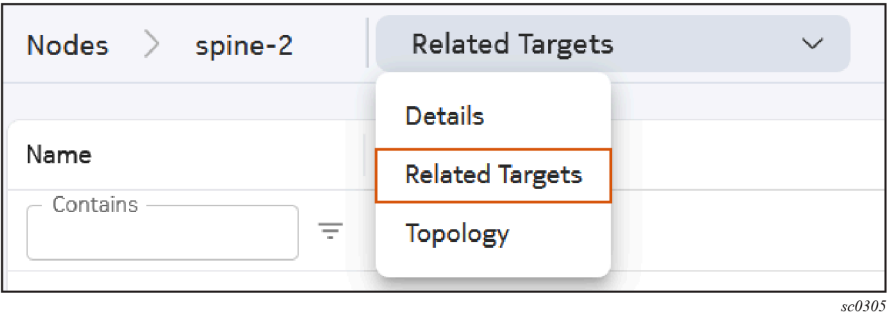 Nodes > spine-2 Related Targets
Details
Name
Related Targets
Contains
Topology
sc0305